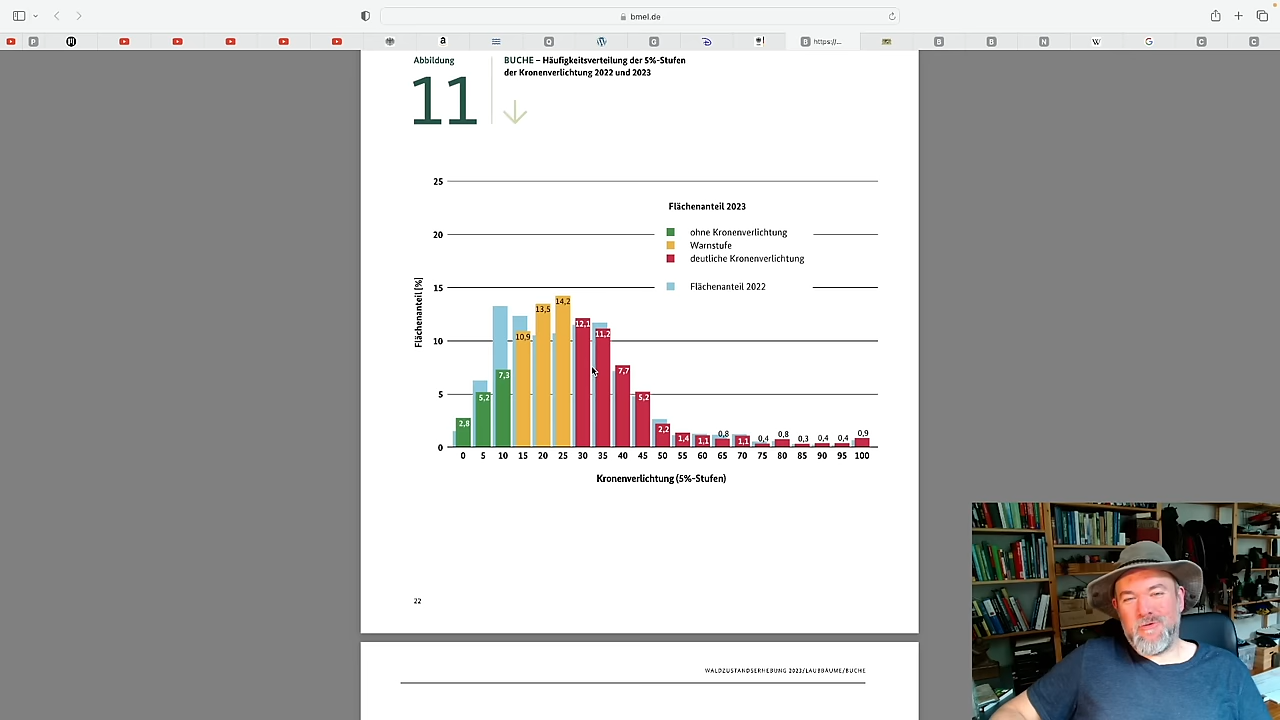 bmel.de
https://...
Abbildung
11
BUCHE – Häufigkeitsverteilung der 5%-Stufen
der Kronenverlichtung 2022 und 2023
25
Flächenanteil 2023
20
ohne Kronenverlichtung
Warnstufe
deutliche Kronenverlichtung
15
Flächenanteil 2022
Flächenanteil [%]
10
5
0
2,8
5,2
7,3
10,9
13,5
14,2
12,1
11,2
7,7
5,2
2,2
1,4
1,1
0,8
1,1
0,4
0,8
0,3
0,4
0,4
0,9
0 5 10 15 20 25 30 35 40 45 50 55 60 65 70 75 80 85 90 95 100
Kronenverlichtung (5%-Stufen)
22
WALDZUSTANDSERHEBUNG 2023/LAUBBÄUME/BUCHE